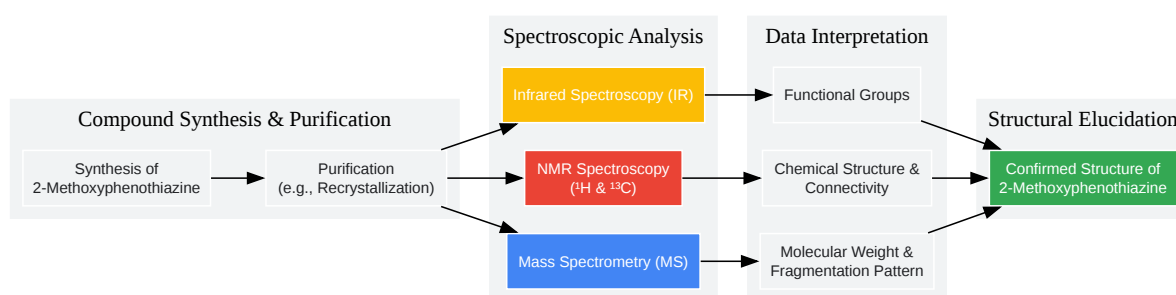 Compound Synthesis & Purification
Synthesis of
2-Methoxyphenothiazine
Purification
(e.g., Recrystallization)
Spectroscopic Analysis
Infrared Spectroscopy (IR)
NMR Spectroscopy
(¹H & ¹³C)
Mass Spectrometry (MS)
Data Interpretation
Functional Groups
Chemical Structure &
Connectivity
Molecular Weight &
Fragmentation Pattern
Structural Elucidation
Confirmed Structure of
2-Methoxyphenothiazine